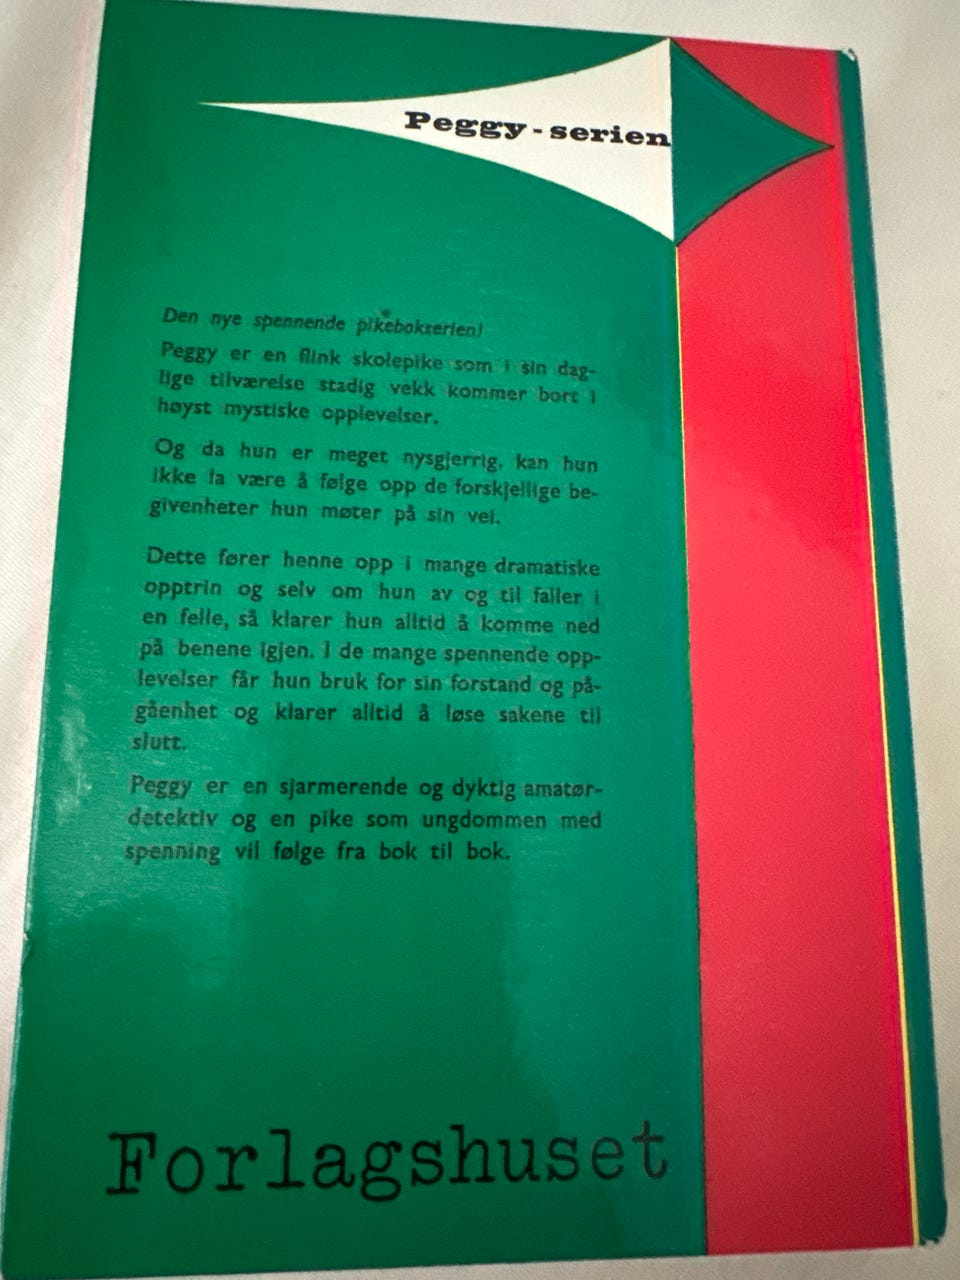 Peggy-serien
Den nye spennende pikebokserien!
Peggy er en flink skolepike som i sin dag-
lige tilværelse stadig vekk kommer bort i
høyst mystiske opplevelser.
Og da hun er meget nysgjerrig, kan hun
ikke la være å følge opp de forskjellige be-
givenheter hun møter på sin vei.
Dette fører henne opp i mange dramatiske
opptrin og selv om hun av og til faller i
en felle, så klarer hun alltid å komme ned
på benene igjen. I de mange spennende opp-
levelser får hun bruk for sin forstand og på-
gåenhet og klarer alltid å løse sakene til
slutt.
Peggy er en sjarmerende og dyktig amatør-
detektiv og en pike som ungdommen med
spenning vil følge fra bok til bok.
Forlagshuset